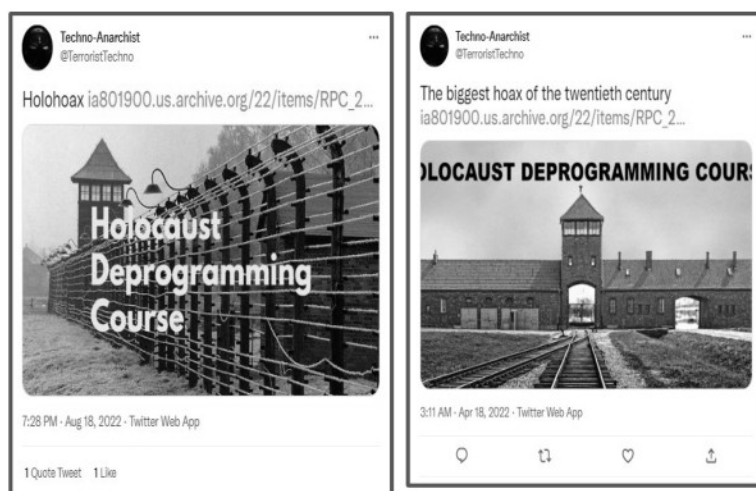 Techno-Anarchist
@TerroristTechno
Holohoax ia801900.us.archive.org/22/items/RPC_2...
Holocaust
Deprogramming
Course
7:28 PM · Aug 18, 2022 · Twitter Web App
1 Quote Tweet 1 Like
Techno-Anarchist
@TerroristTechno
The biggest hoax of the twentieth century
ia801900.us.archive.org/22/items/RPC_2...
OLOCAUST DEPROGRAMMING COURS
3:11 AM · Apr 18, 2022 · Twitter Web App